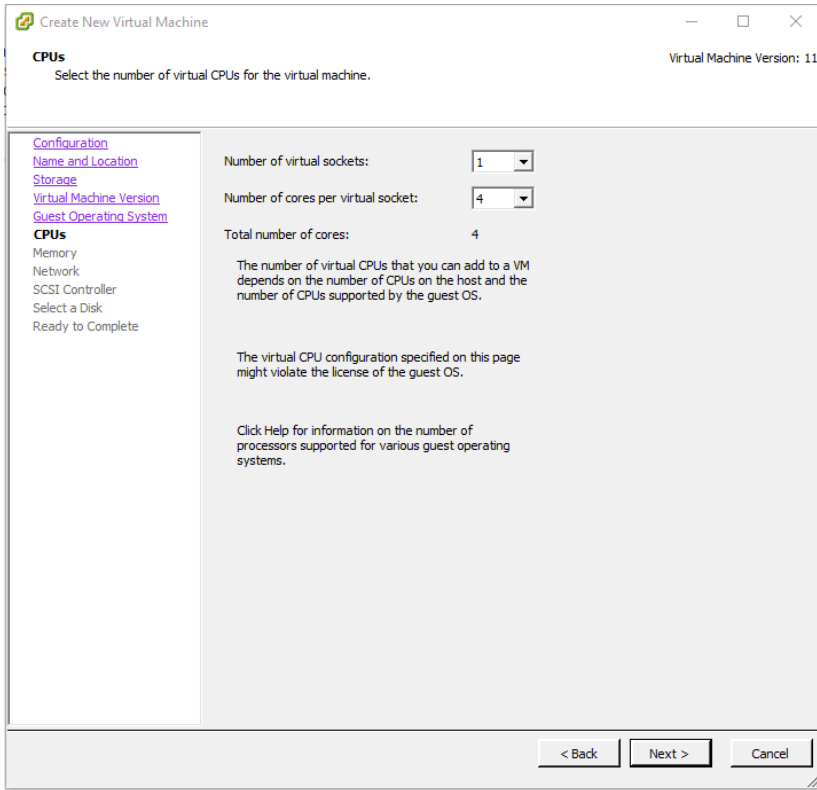 Create New Virtual Machine
CPUs
Select the number of virtual CPUs for the virtual machine.
Virtual Machine Version: 11
Configuration
Name and Location
Storage
Virtual Machine Version
Guest Operating System
CPUs
Memory
Network
SCSI Controller
Select a Disk
Ready to Complete
Number of virtual sockets: 1
Number of cores per virtual socket: 4
Total number of cores: 4
The number of virtual CPUs that you can add to a VM
depends on the number of CPUs on the host and the
number of CPUs supported by the guest OS.
The virtual CPU configuration specified on this page
might violate the license of the guest OS.
Click Help for information on the number of
processors supported for various guest operating
systems.
< Back Next > Cancel